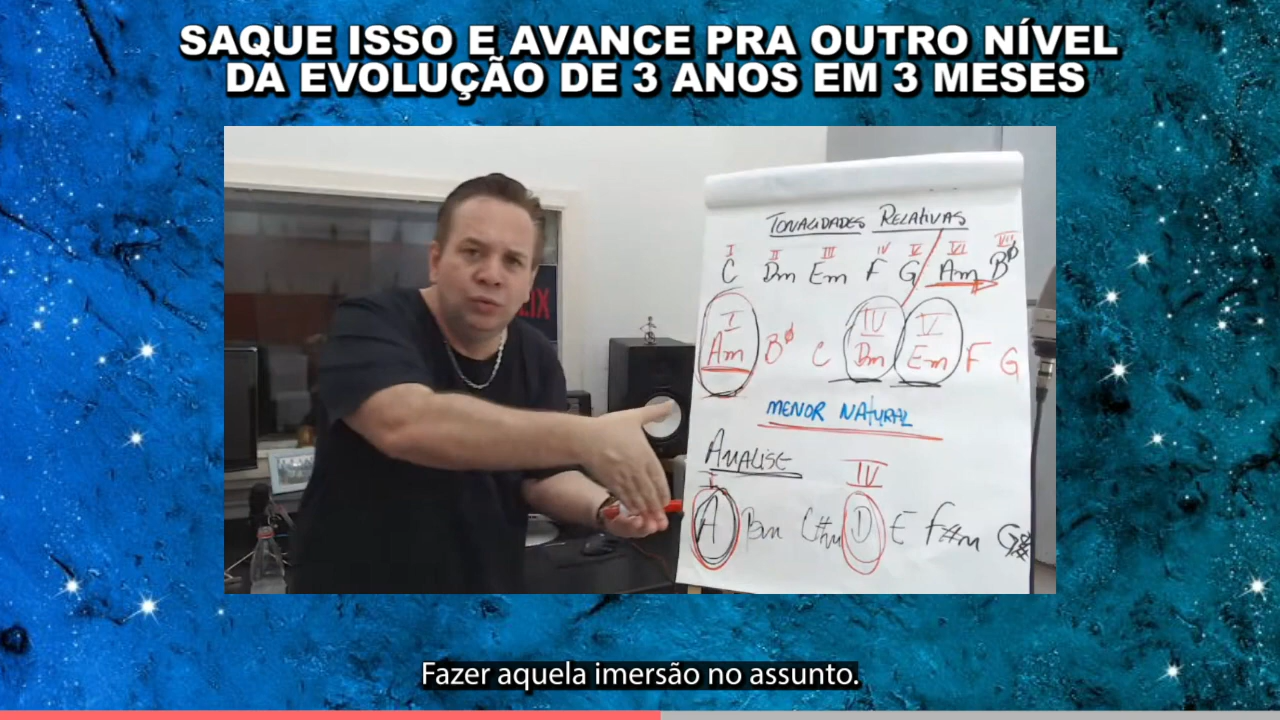 SAQUE ISSO E AVANCE PRA OUTRO NÍVEL
DA EVOLUÇÃO DE 3 ANOS EM 3 MESES
TONALIDADES RELATIVAS
I II III IV V VI VII
C Dm Em F G Am Bø
I IV V
Am Bø C Dm Em F G
MENOR NATURAL
ANALISE
I IV
A Bm C#m D E F#m G#
Fazer aquela imersão no assunto.